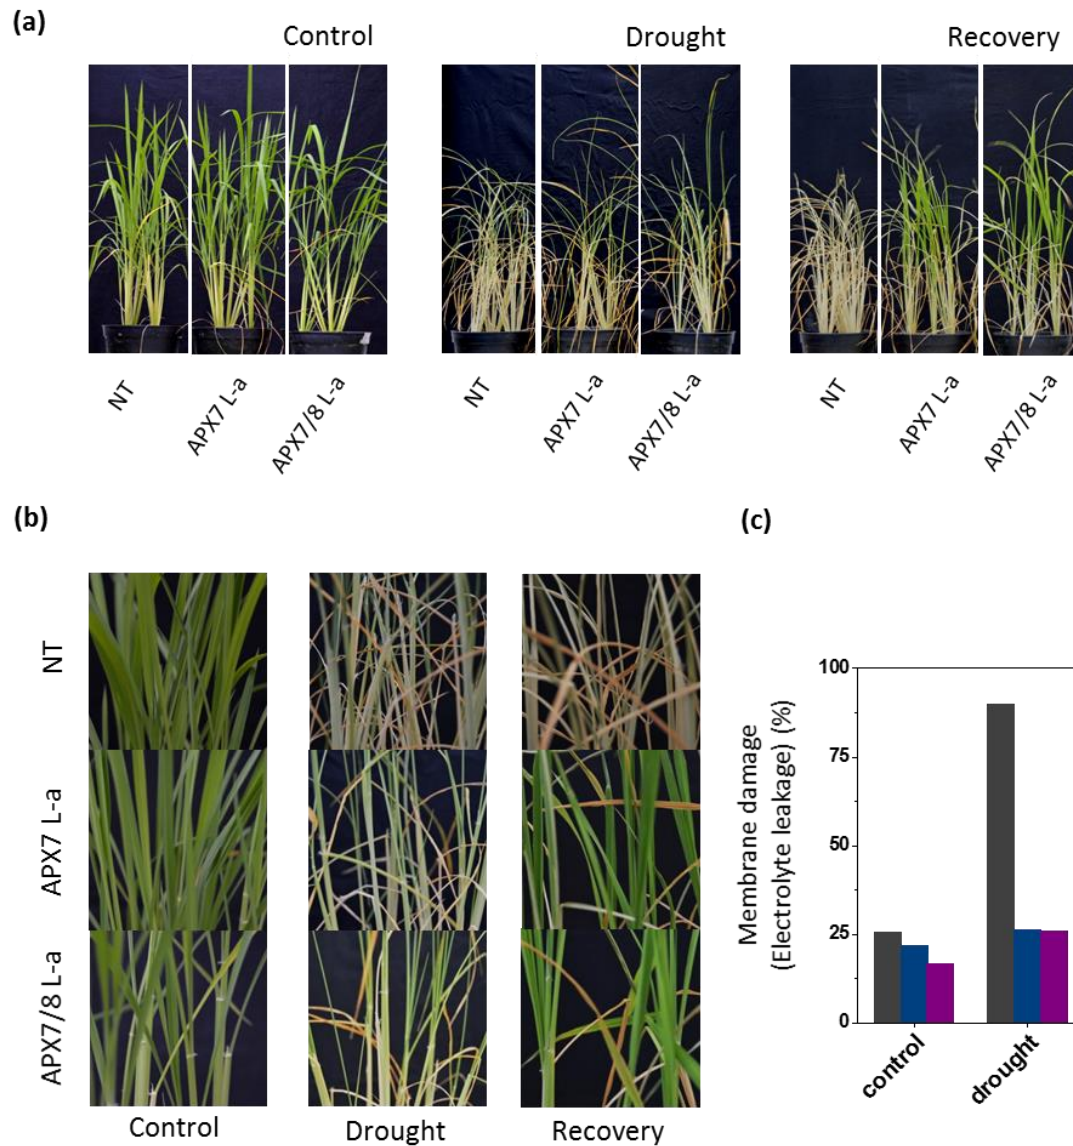 (a)
Control
Drought
Recovery
NT
APX7 L-a
APX7/8 L-a
NT
APX7 L-a
APX7/8 L-a
NT
APX7 L-a
APX7/8 L-a
(b)
NT
APX7 L-a
APX7/8 L-a
Control
Drought
Recovery
(c)
Membrane damage
(Electrolyte leakage) (%)
100
75
50
25
0
control
drought